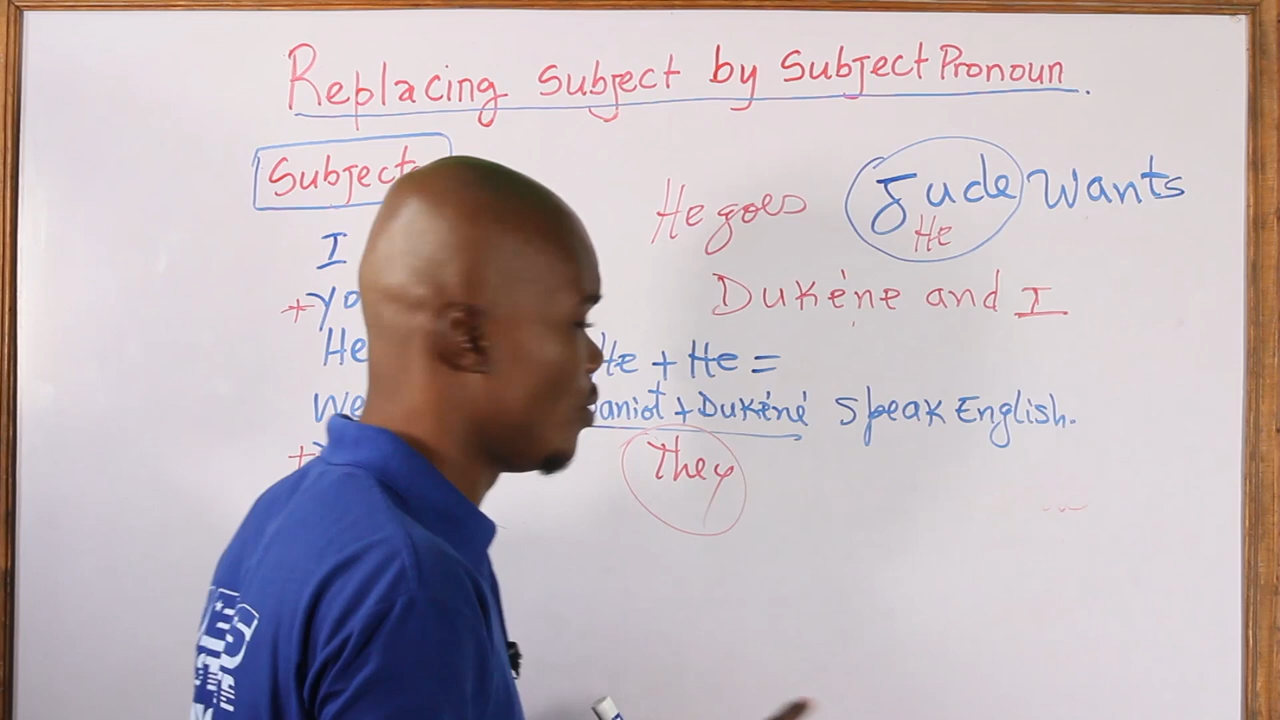 Replacing Subject by Subject Pronoun.
Subject
I
He goes
Jude Wants
He
+
Dukène and I
He
He + He =
We
+ Dukéné Speak English.
+
They